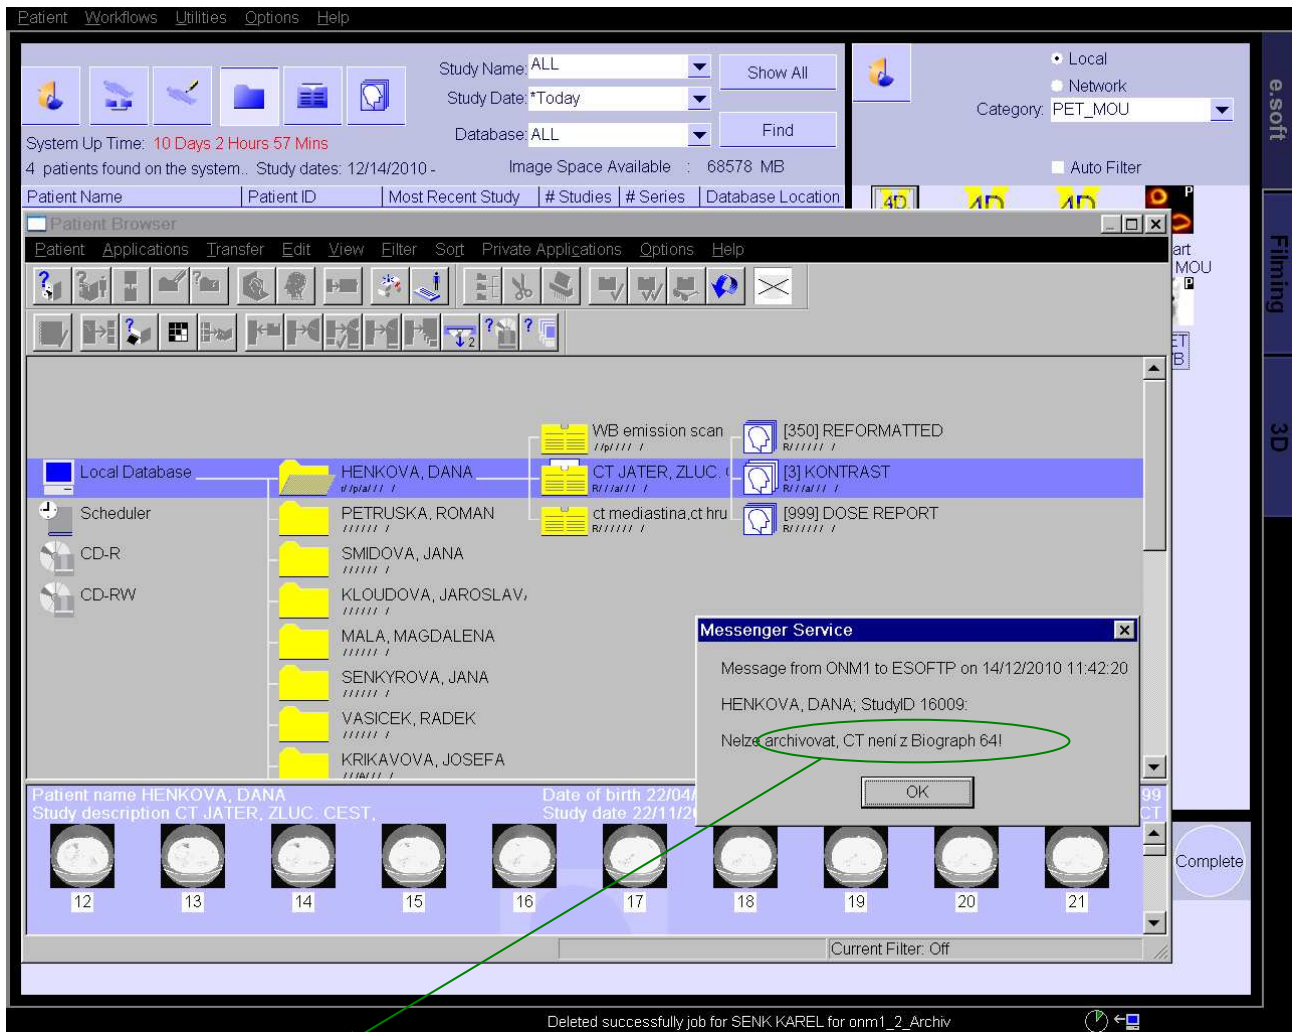 Patient Workflows Utilities Options Help
Study Name: ALL Show All
Study Date: *Today
Database: ALL Find
System Up Time: 10 Days 2 Hours 57 Mins
4 patients found on the system.. Study dates: 12/14/2010 - Image Space Available : 68578 MB
Patient Name Patient ID Most Recent Study # Studies # Series Database Location
Local
Network
Category: PET_MOU
Auto Filter
4D 4D 4D P
art
MOU
P
ET
B
e.soft
Filming
3D
Patient Browser
Patient Applications Transfer Edit View Filter Sort Private Applications Options Help
WB emission scan [350] REFORMATTED
Local Database HENKOVA, DANA CT JATER, ZLUC. [3] KONTRAST
Scheduler PETRUSKA, ROMAN ct mediastina,ct hru [999] DOSE REPORT
CD-R SMIDOVA, JANA
CD-RW KLOUDOVA, JAROSLAV
MALA, MAGDALENA
SENKYROVA, JANA
VASICEK, RADEK
KRIKAVOVA, JOSEFA
Messenger Service
Message from ONM1 to ESOFTP on 14/12/2010 11:42:20
HENKOVA, DANA; StudyID 16009:
Nelze archivovat, CT není z Biograph 64!
OK
Patient name HENKOVA, DANA Date of birth 22/04/ 99
Study description CT JATER, ZLUC. CEST, Study date 22/11/2 CT
12 13 14 15 16 17 18 19 20 21
Complete
Current Filter: Off
Deleted successfully job for SENK KAREL for onm1_2_Archiv